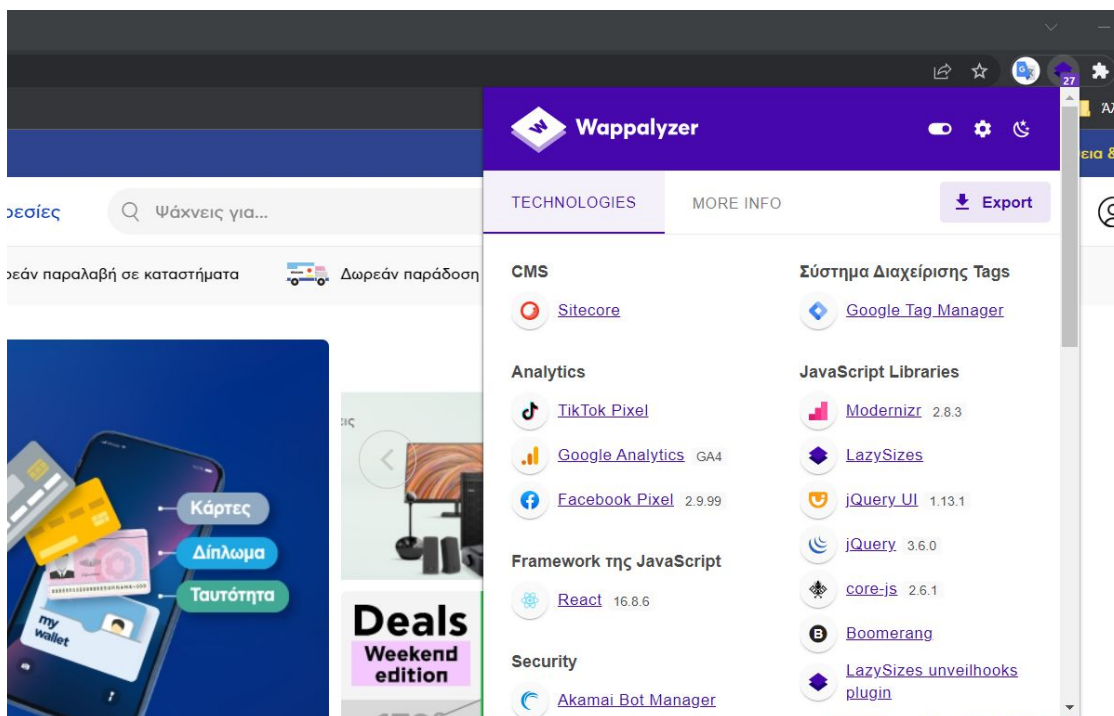 27
W
Wappalyzer
εια &
ρεσίες
Ψάχνεις για...
TECHNOLOGIES
MORE INFO
Export
ρεάν παραλαβή σε καταστήματα
Δωρεάν παράδοση
CMS
Sitecore
Analytics
TikTok Pixel
Google Analytics GA4
Facebook Pixel 2.9.99
Framework της JavaScript
React 16.8.6
Security
Akamai Bot Manager
Σύστημα Διαχείρισης Tags
Google Tag Manager
JavaScript Libraries
Modernizr 2.8.3
LazySizes
jQuery UI 1.13.1
jQuery 3.6.0
core-js 2.6.1
Boomerang
LazySizes unveilhooks
plugin
Κάρτες
Δίπλωμα
Ταυτότητα
my
wallet
εις
Deals
Weekend
edition